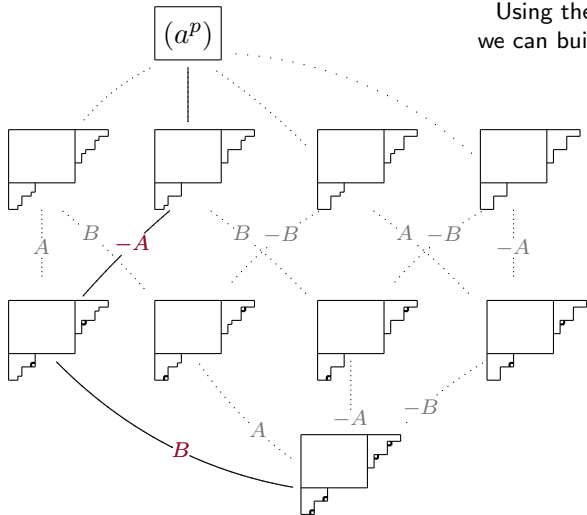 Using the
(a^p)
we can buil
A B −A B −B A −B −A
A −A −B
B